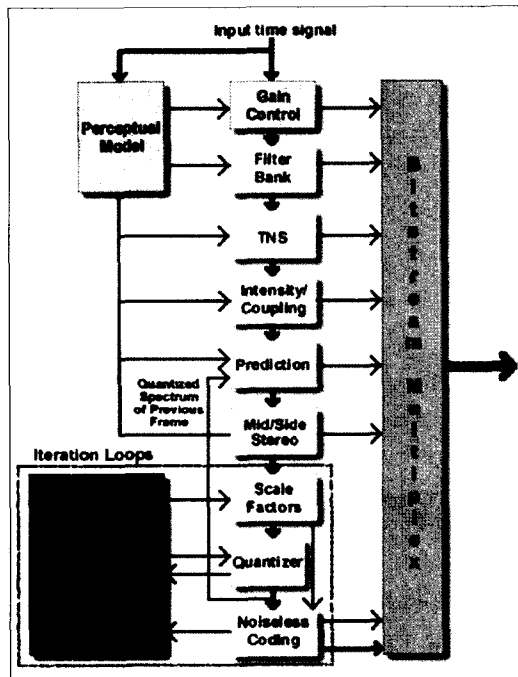 Input time signal
Perceptual
Model
Gain
Control
Filter
Bank
TNS
Intensity/
Coupling
Prediction
Quantized
Spectrum
of Previous
Frame
Mid/Side
Stereo
Iteration Loops
Scale
Factors
Quantizer
Noiseless
Coding
Bitstream Multiplex